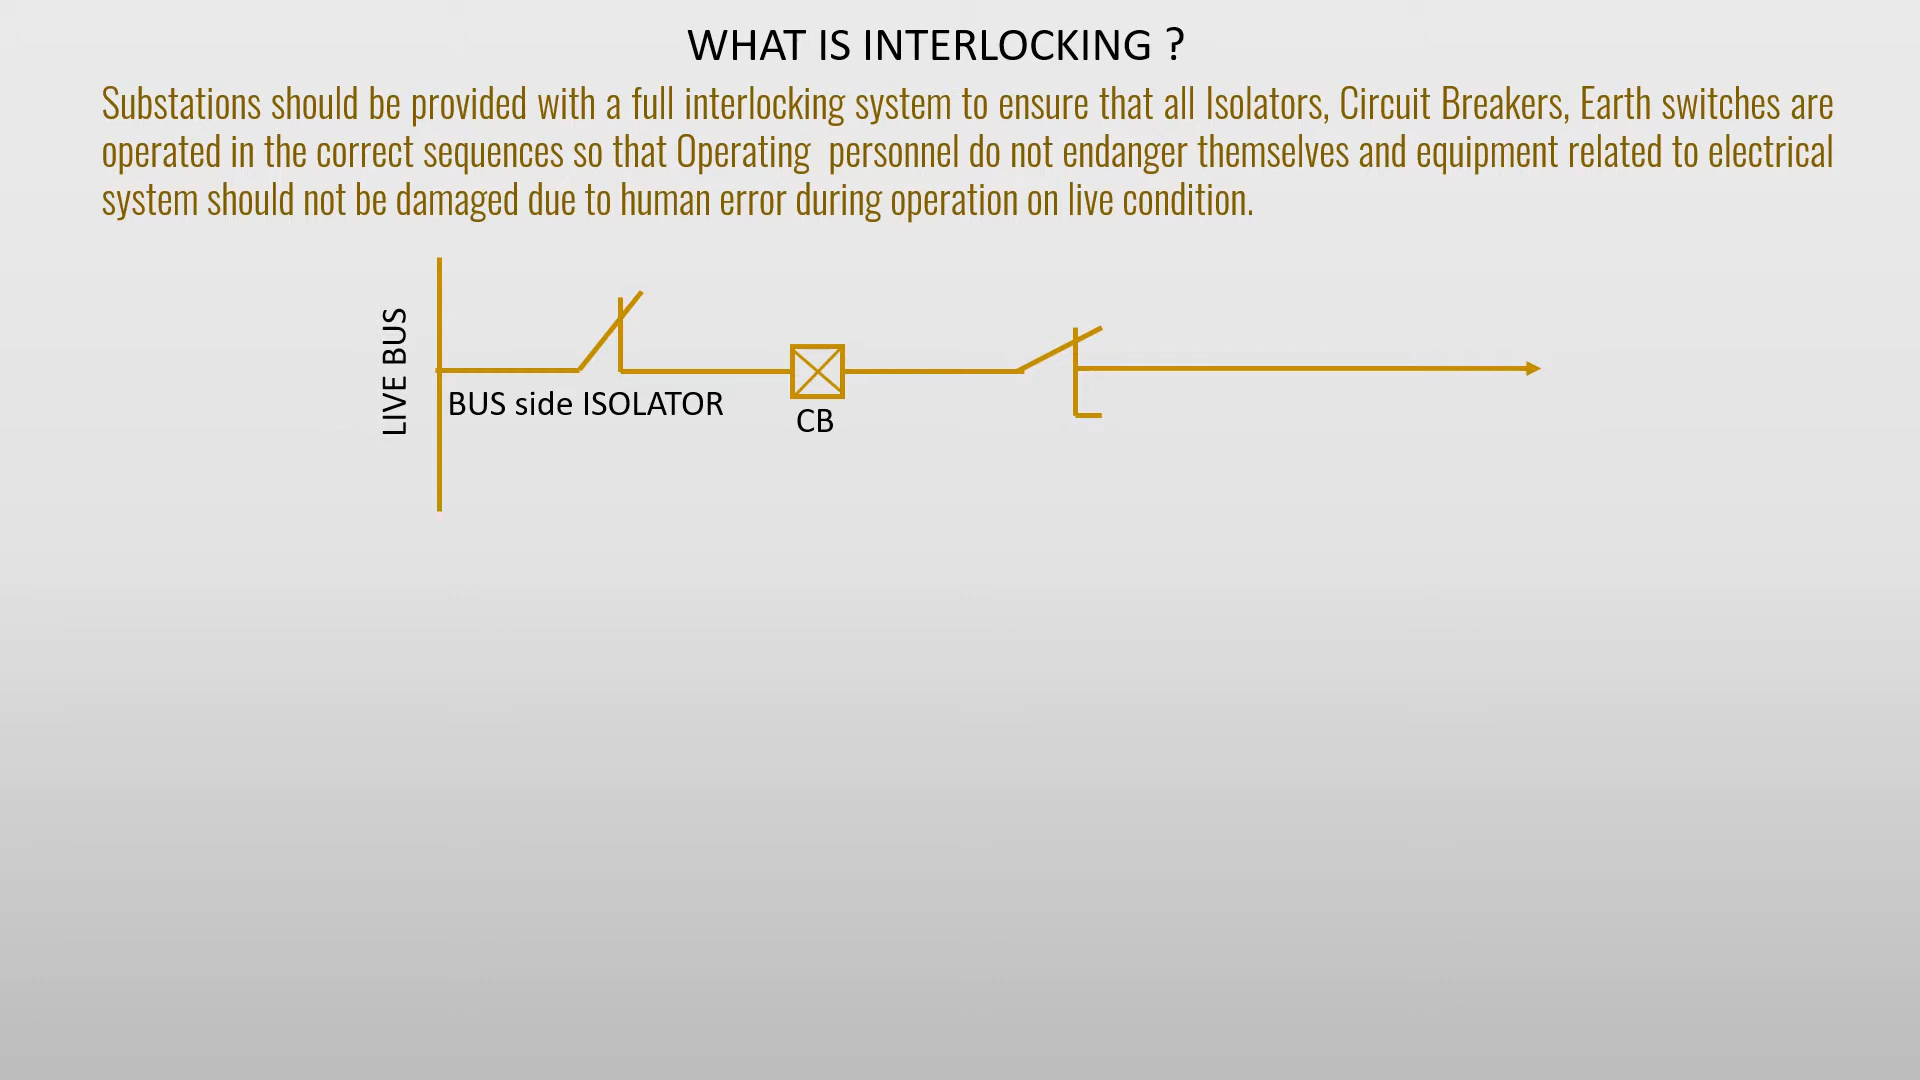 WHAT IS INTERLOCKING ?
Substations should be provided with a full interlocking system to ensure that all Isolators, Circuit Breakers, Earth switches are
operated in the correct sequences so that Operating  personnel do not endanger themselves and equipment related to electrical
system should not be damaged due to human error during operation on live condition.
LIVE BUS
BUS side ISOLATOR
CB